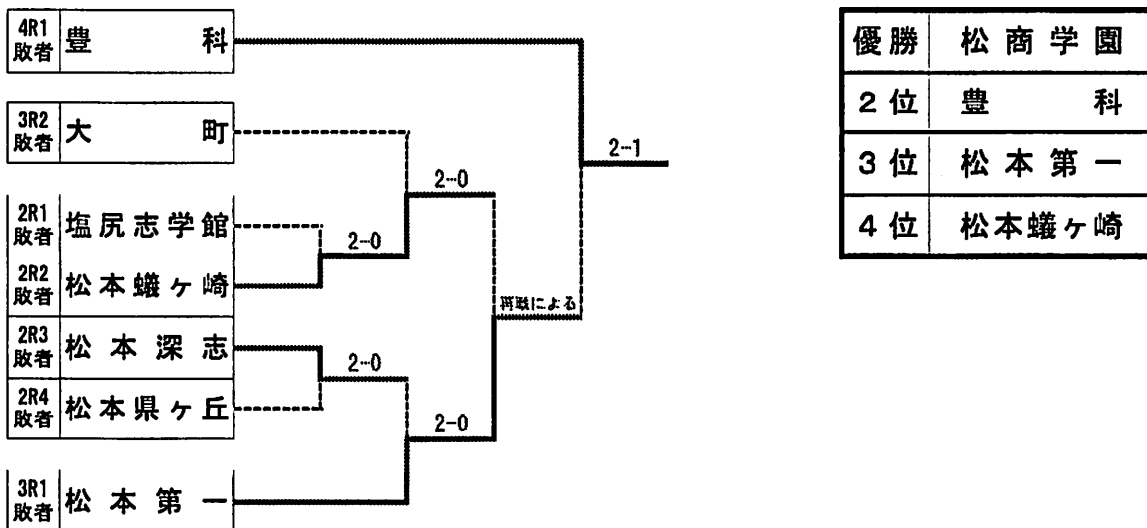 4R1 敗者 豊科
3R2 敗者 大町
2R1 敗者 塩尻志学館
2R2 敗者 松本蟻ヶ崎
2R3 敗者 松本深志
2R4 敗者 松本県ヶ丘
3R1 敗者 松本第一
2-0
2-0
2-0
2-0
再戦による
2-1
優勝 松商学園
2位 豊科
3位 松本第一
4位 松本蟻ヶ崎